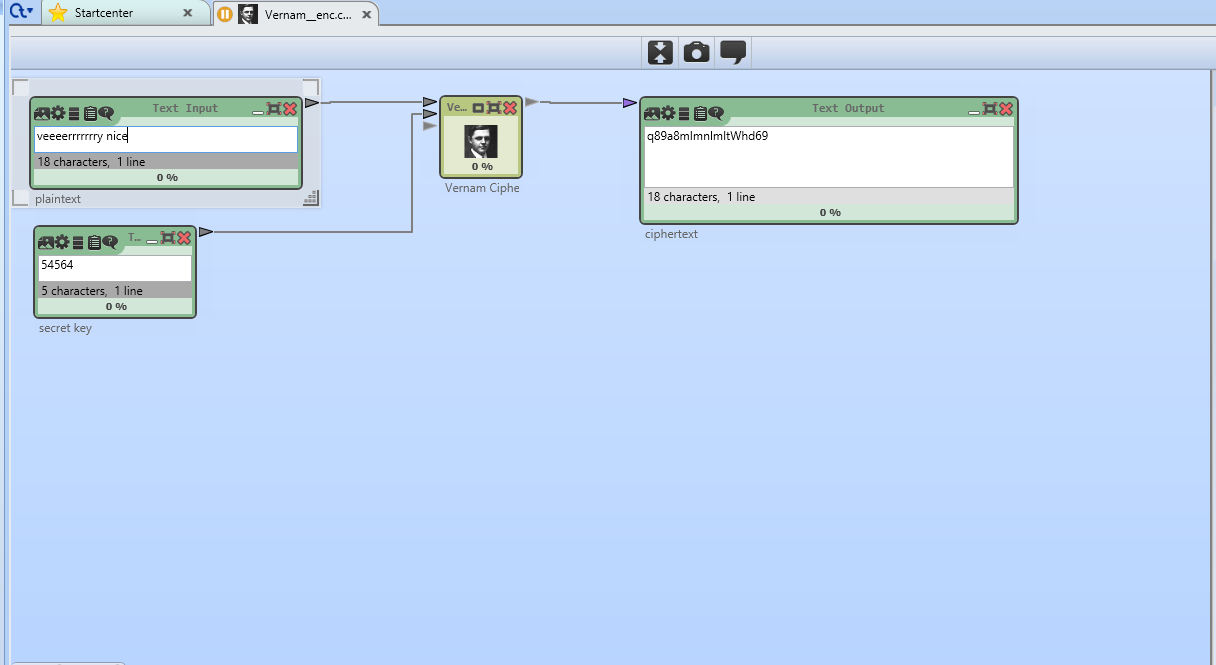 Startcenter
Vernam__enc.c...
Text Input
veeeerrrrrrry nice
18 characters, 1 line
0 %
plaintext
T...
54564
5 characters, 1 line
0 %
secret key
Ve...
0 %
Vernam Ciphe
Text Output
q89a8mlmnlmltWhd69
18 characters, 1 line
0 %
ciphertext